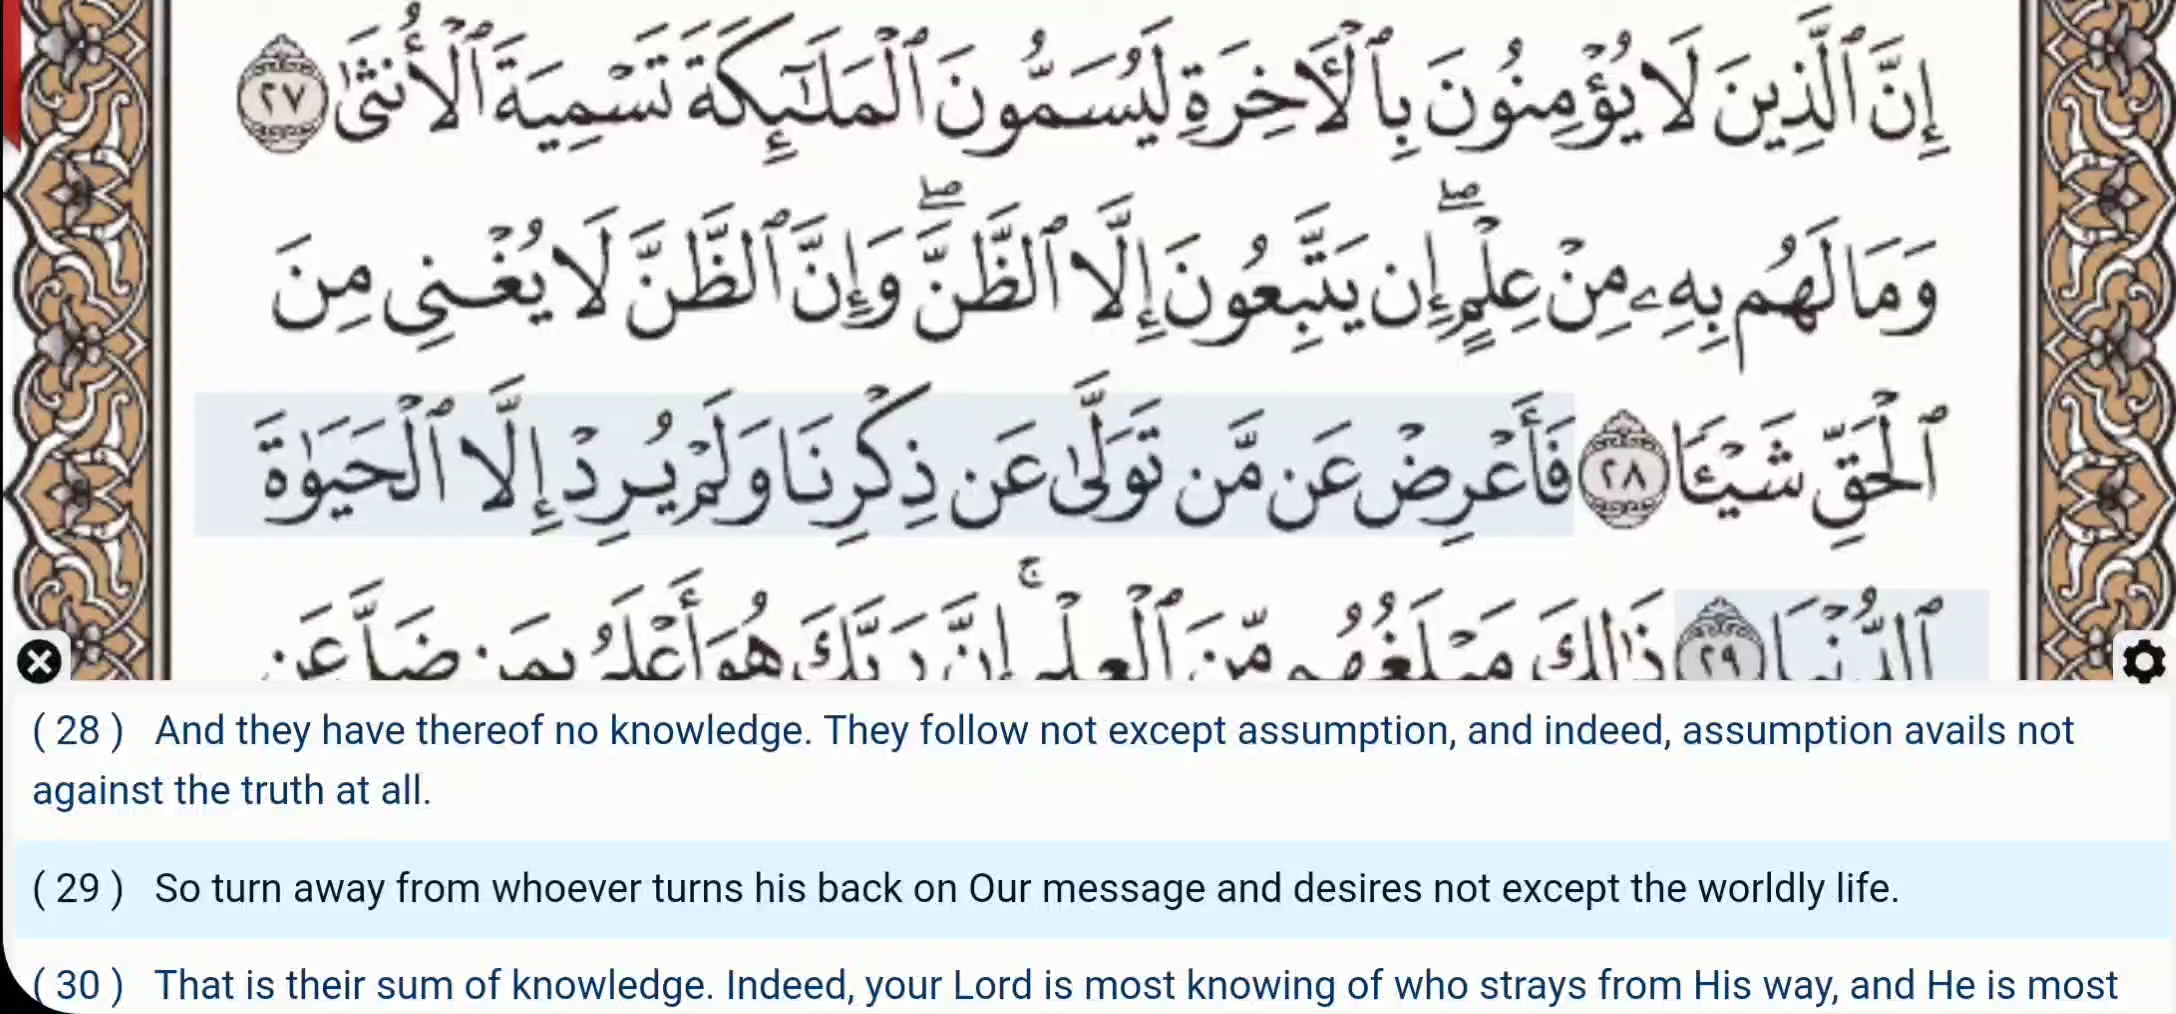 إِنَّ ٱلَّذِينَ لَا يُؤْمِنُونَ بِٱلْأَخِرَةِ لَيُسَمُّونَ ٱلْمَلَٰٓئِكَةَ تَسْمِيَةَ ٱلْأُنثَىٰ ٢٧
وَمَا لَهُم بِهِۦ مِنْ عِلْمٍ ۖ إِن يَتَّبِعُونَ إِلَّا ٱلظَّنَّ ۖ وَإِنَّ ٱلظَّنَّ لَا يُغْنِى مِنَ
ٱلْحَقِّ شَيْـًٔا ٢٨ فَأَعْرِضْ عَن مَّن تَوَلَّىٰ عَن ذِكْرِنَا وَلَمْ يُرِدْ إِلَّا ٱلْحَيَوٰةَ
ٱلدُّنْيَا ٢٩ ذَٰلِكَ مَبْلَغُهُم مِّنَ ٱلْعِلْمِ ۚ إِنَّ رَبَّكَ هُوَ أَعْلَمُ بِمَن ضَلَّ عَن
( 28 ) And they have thereof no knowledge. They follow not except assumption, and indeed, assumption avails not
against the truth at all.
( 29 ) So turn away from whoever turns his back on Our message and desires not except the worldly life.
( 30 ) That is their sum of knowledge. Indeed, your Lord is most knowing of who strays from His way, and He is most